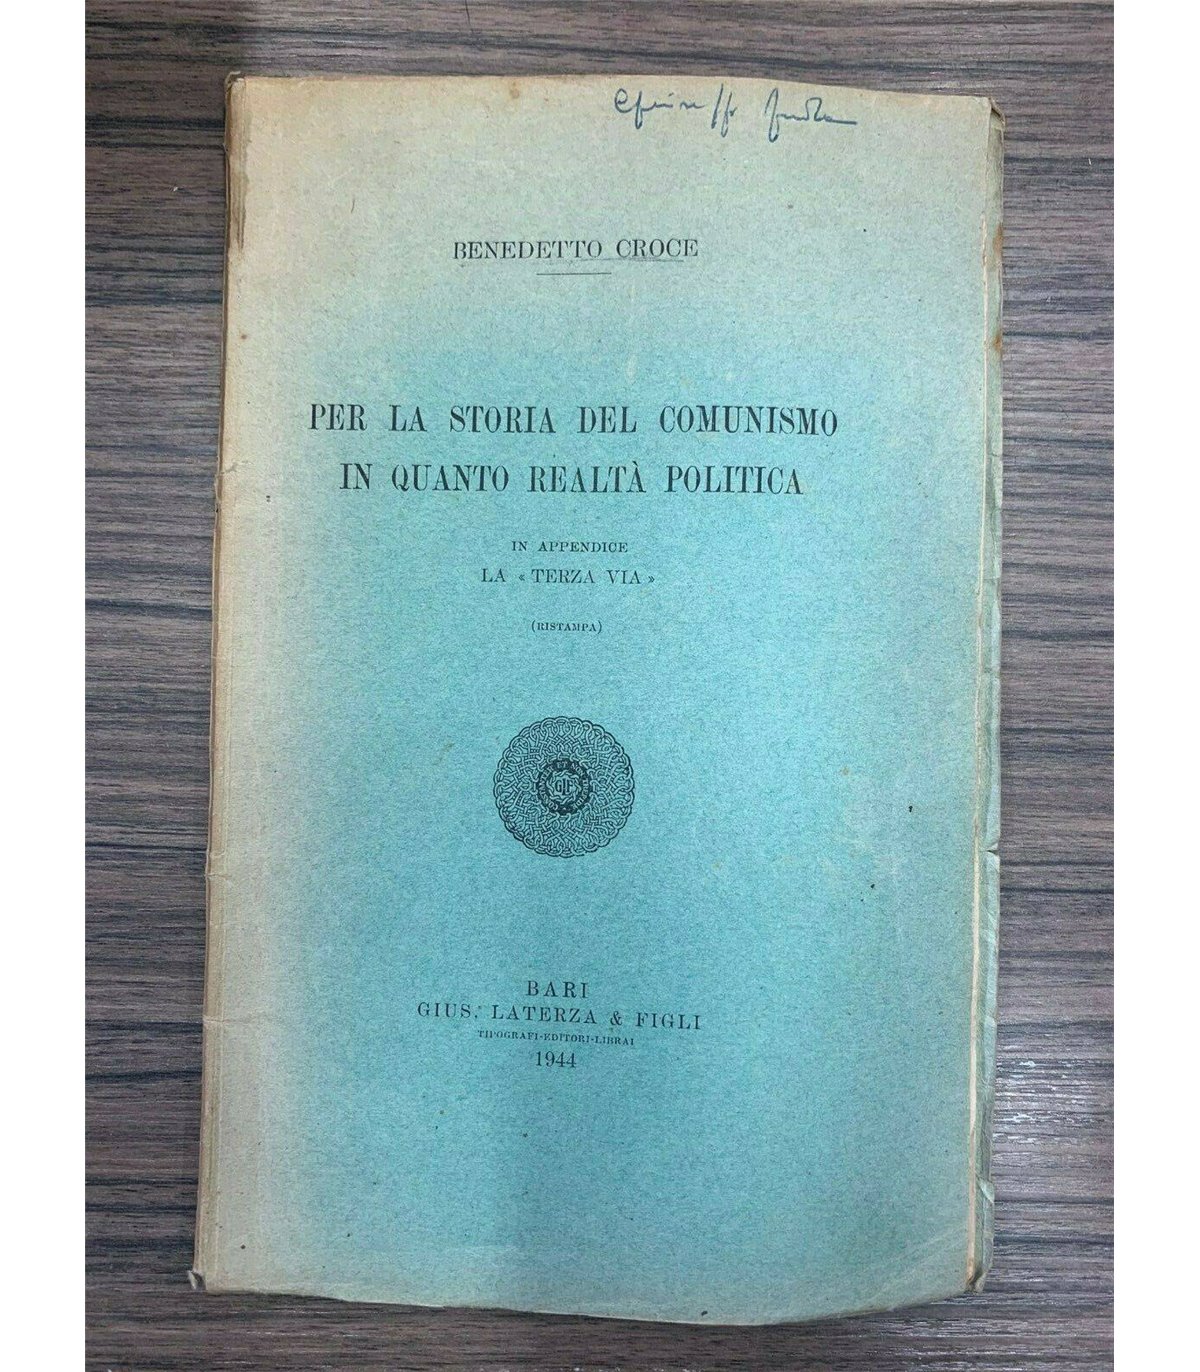 BENEDETTO CROCE
PER LA STORIA DEL COMUNISMO
IN QUANTO REALTÀ POLITICA
IN APPENDICE
LA « TERZA VIA »
(RISTAMPA)
BARI
GIUS. LATERZA & FIGLI
TIPOGRAFI-EDITORI-LIBRAI
1944